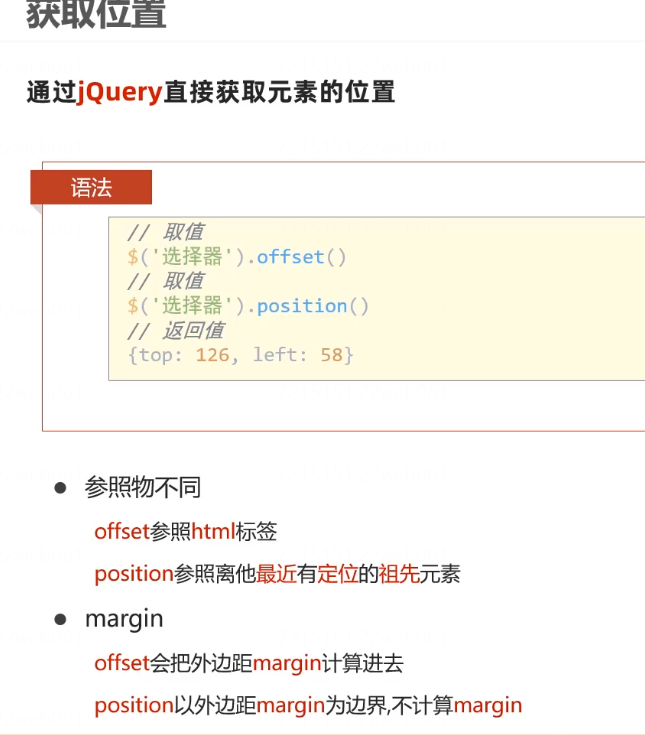 获取位置
通过jQuery直接获取元素的位置
语法
// 取值
$('选择器').offset()
// 取值
$('选择器').position()
// 返回值
{top: 126, left: 58}
● 参照物不同
offset参照html标签
position参照离他最近有定位的祖先元素
● margin
offset会把外边距margin计算进去
position以外边距margin为边界,不计算margin